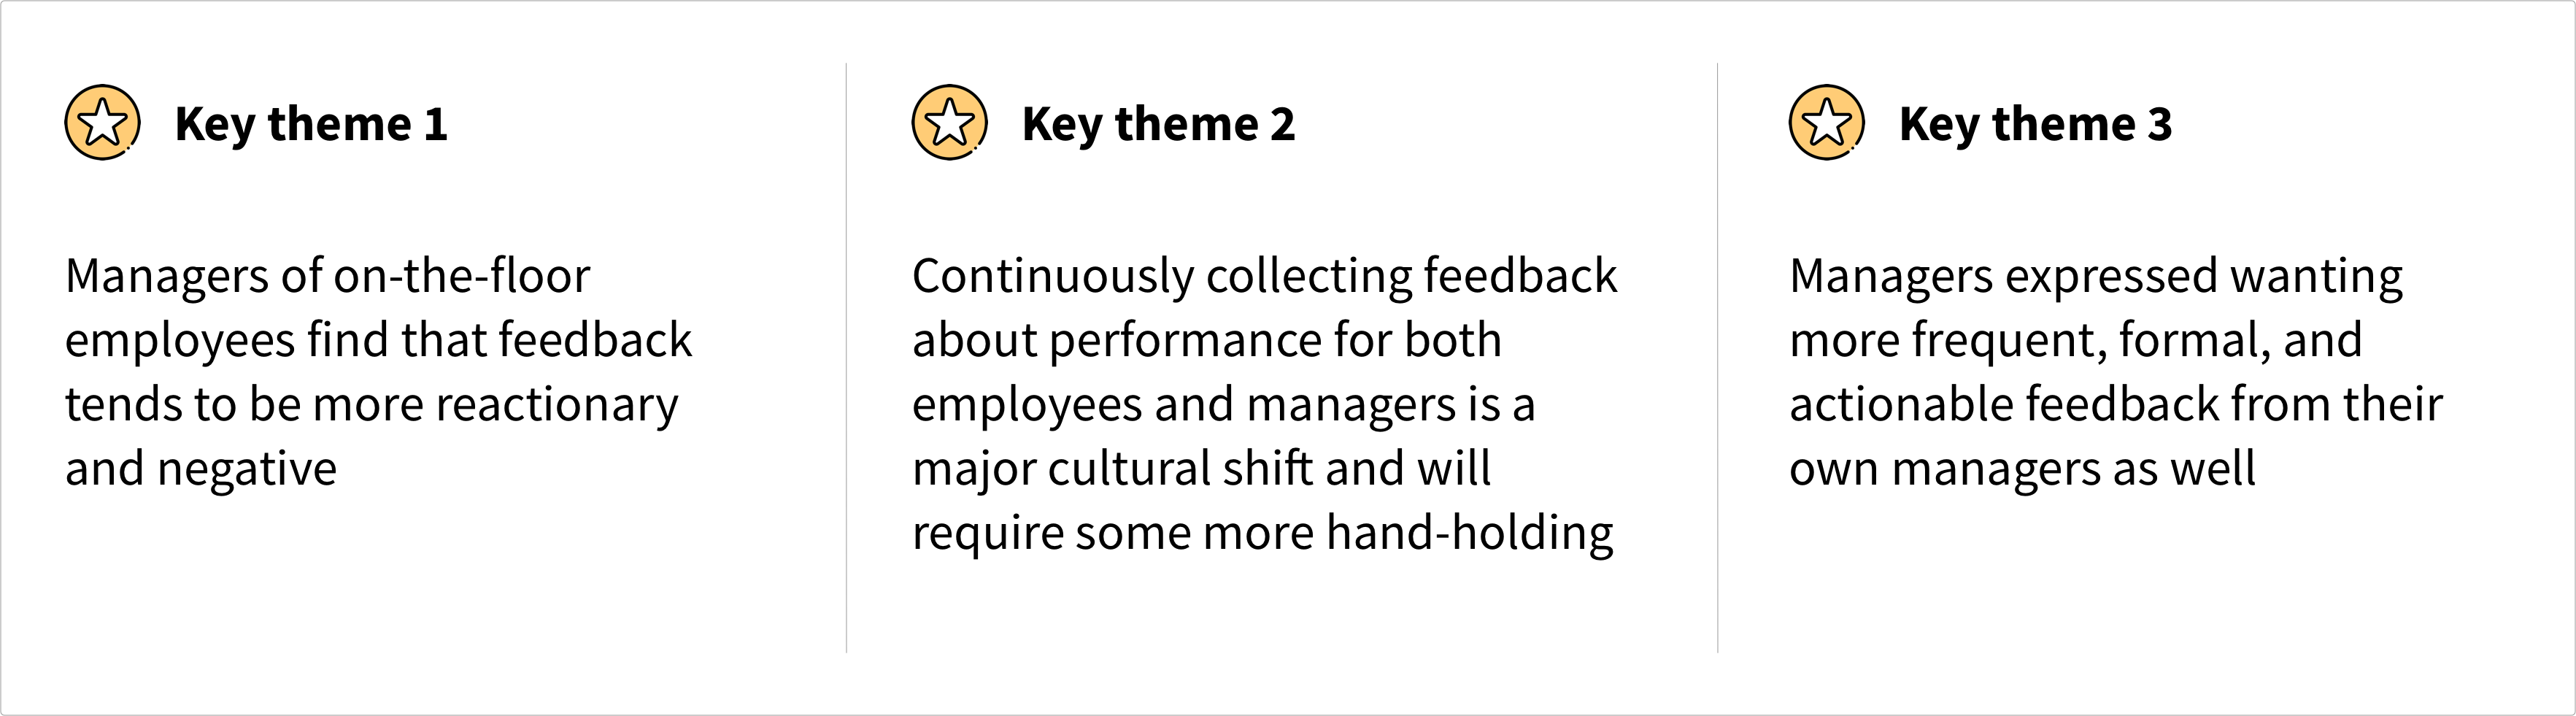 Key theme 1
Managers of on-the-floor
employees find that feedback
tends to be more reactionary
and negative
Key theme 2
Continuously collecting feedback
about performance for both
employees and managers is a
major cultural shift and will
require some more hand-holding
Key theme 3
Managers expressed wanting
more frequent, formal, and
actionable feedback from their
own managers as well